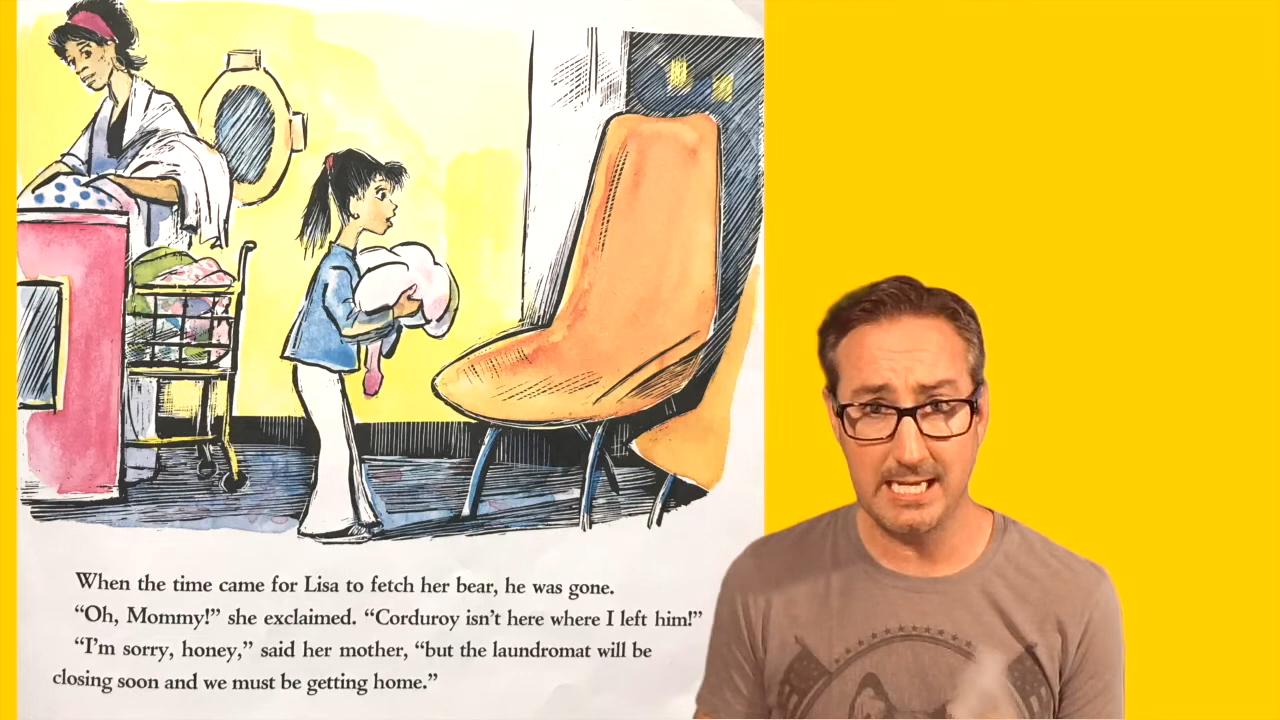 When the time came for Lisa to fetch her bear, he was gone.
“Oh, Mommy!” she exclaimed. “Corduroy isn’t here where I left him!”
“I’m sorry, honey,” said her mother, “but the laundromat will be
closing soon and we must be getting home.”